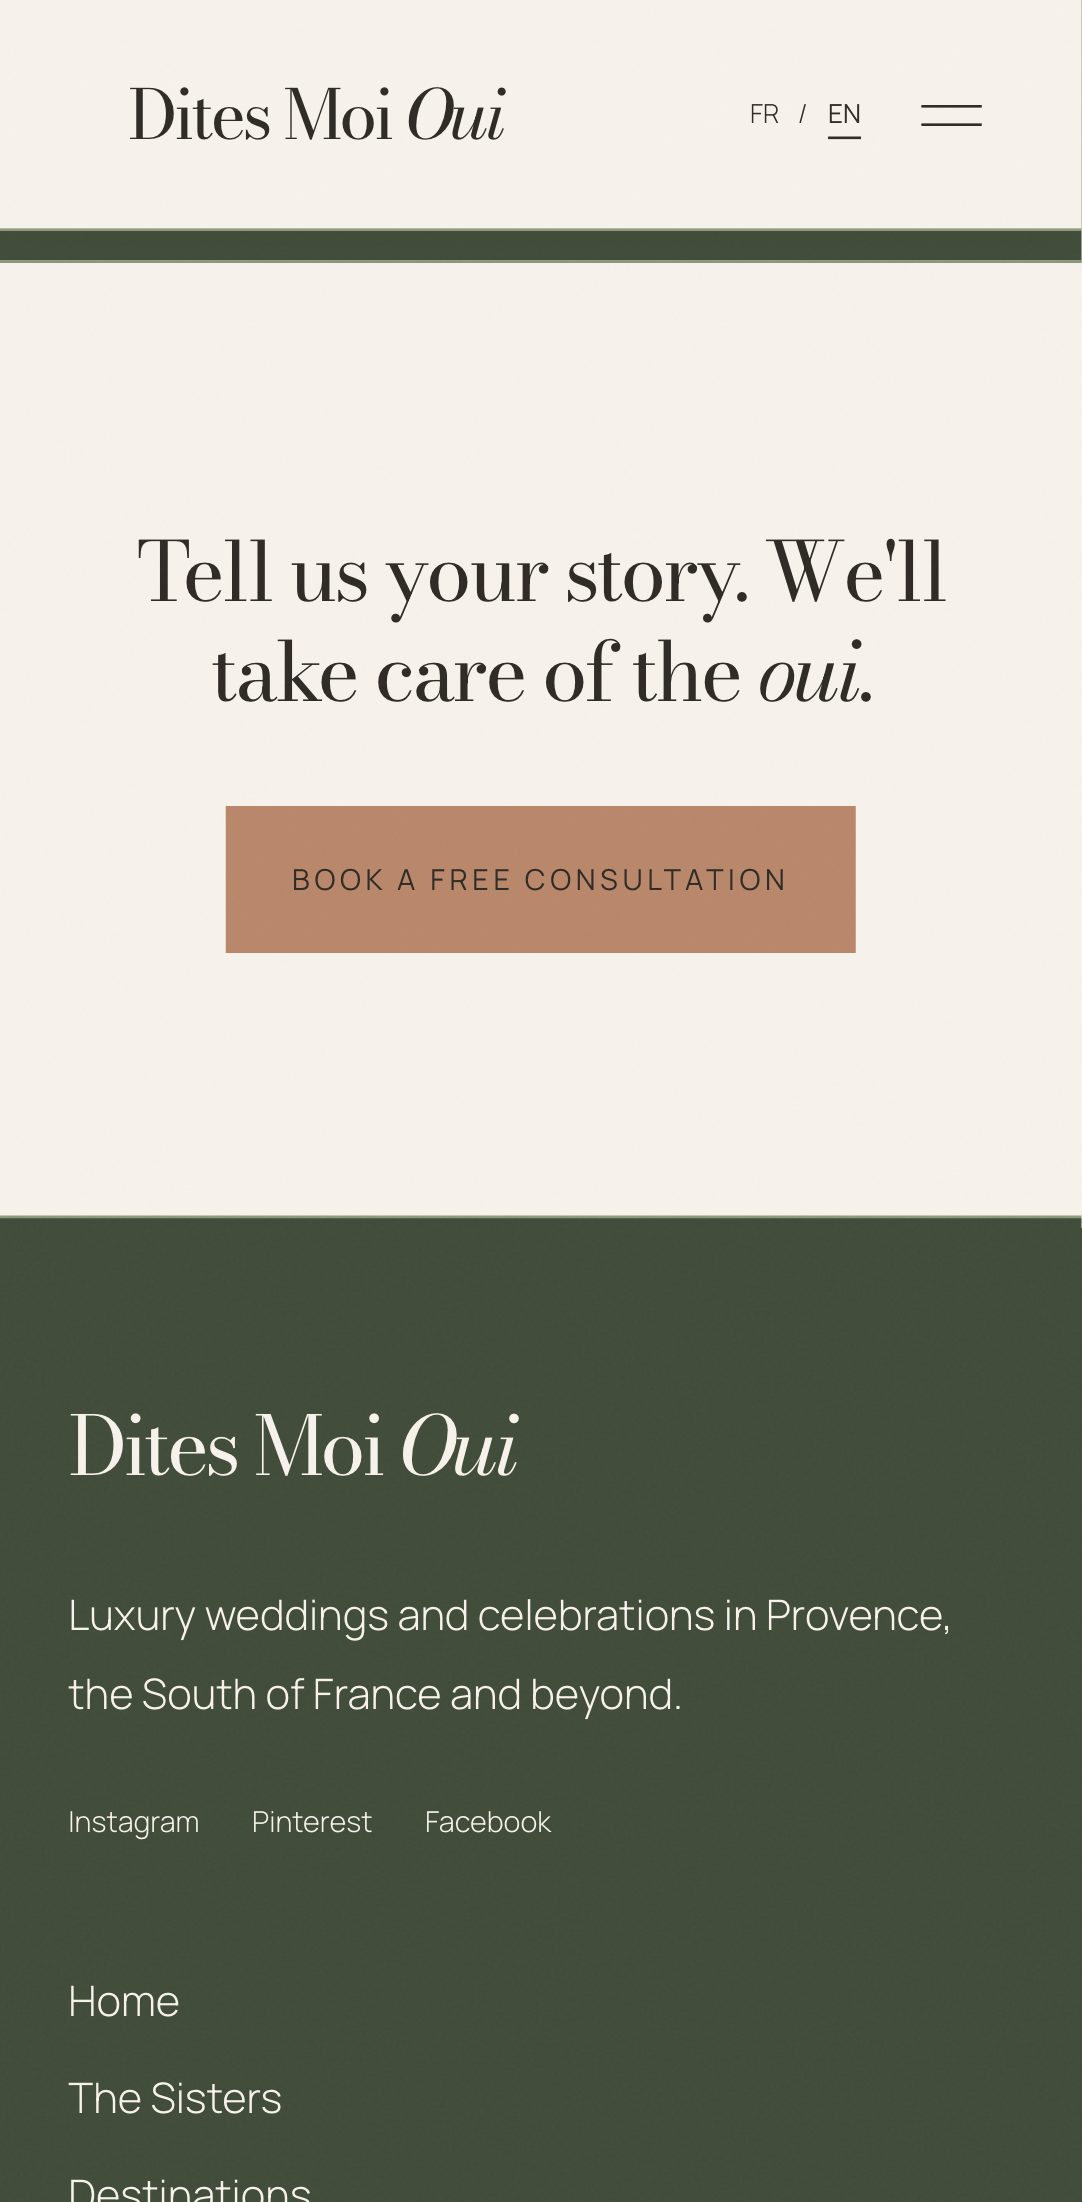 Dites Moi Oui
FR / EN
Tell us your story. We'll
take care of the oui.
BOOK A FREE CONSULTATION
Dites Moi Oui
Luxury weddings and celebrations in Provence,
the South of France and beyond.
Instagram Pinterest Facebook
Home
The Sisters
Destinations